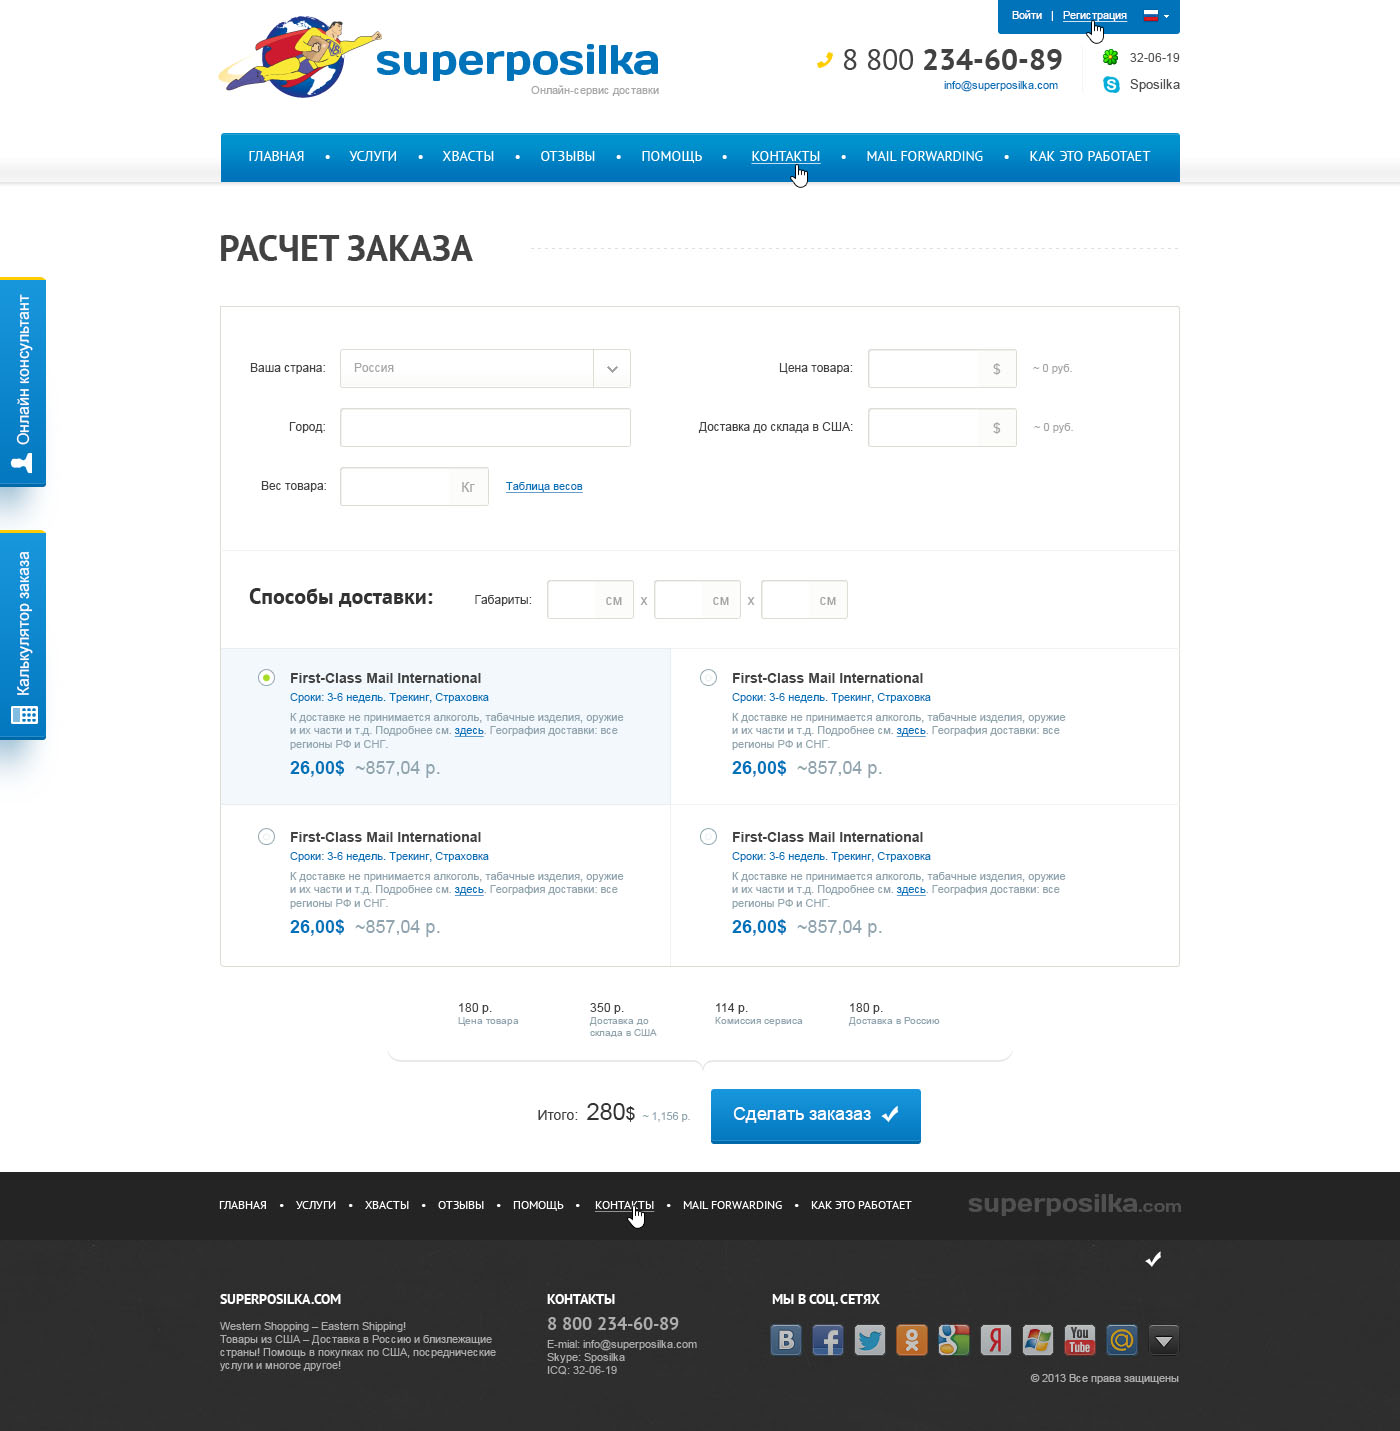 Войти | Регистрация
superposilka
Онлайн-сервис доставки
8 800 234-60-89
info@superposilka.com
32-06-19
Sposilka
ГЛАВНАЯ • УСЛУГИ • ХВАСТЫ • ОТЗЫВЫ • ПОМОЩЬ • КОНТАКТЫ • MAIL FORWARDING • КАК ЭТО РАБОТАЕТ
РАСЧЕТ ЗАКАЗА
Онлайн консультант
Калькулятор заказа
Ваша страна: Россия
Цена товара: $ ~ 0 руб.
Город:
Доставка до склада в США: $ ~ 0 руб.
Вес товара: Кг Таблица весов
Способы доставки: Габариты: см x см x см
First-Class Mail International
Сроки: 3-6 недель. Трекинг, Страховка
К доставке не принимается алкоголь, табачные изделия, оружие
и их части и т.д. Подробнее см. здесь. География доставки: все
регионы РФ и СНГ.
26,00$ ~857,04 р.
First-Class Mail International
Сроки: 3-6 недель. Трекинг, Страховка
К доставке не принимается алкоголь, табачные изделия, оружие
и их части и т.д. Подробнее см. здесь. География доставки: все
регионы РФ и СНГ.
26,00$ ~857,04 р.
First-Class Mail International
Сроки: 3-6 недель. Трекинг, Страховка
К доставке не принимается алкоголь, табачные изделия, оружие
и их части и т.д. Подробнее см. здесь. География доставки: все
регионы РФ и СНГ.
26,00$ ~857,04 р.
First-Class Mail International
Сроки: 3-6 недель. Трекинг, Страховка
К доставке не принимается алкоголь, табачные изделия, оружие
и их части и т.д. Подробнее см. здесь. География доставки: все
регионы РФ и СНГ.
26,00$ ~857,04 р.
180 р.
Цена товара
350 р.
Доставка до
склада в США
114 р.
Комиссия сервиса
180 р.
Доставка в Россию
Итого: 280$ ~ 1,156 р.
Сделать заказаз
ГЛАВНАЯ • УСЛУГИ • ХВАСТЫ • ОТЗЫВЫ • ПОМОЩЬ • КОНТАКТЫ • MAIL FORWARDING • КАК ЭТО РАБОТАЕТ
superposilka.com
SUPERPOSILKA.COM
Western Shopping – Eastern Shipping!
Товары из США – Доставка в Россию и близлежащие
страны! Помощь в покупках по США, посреднические
услуги и многое другое!
КОНТАКТЫ
8 800 234-60-89
E-mial: info@superposilka.com
Skype: Sposilka
ICQ: 32-06-19
МЫ В СОЦ. СЕТЯХ
You
Tube
© 2013 Все права защищены